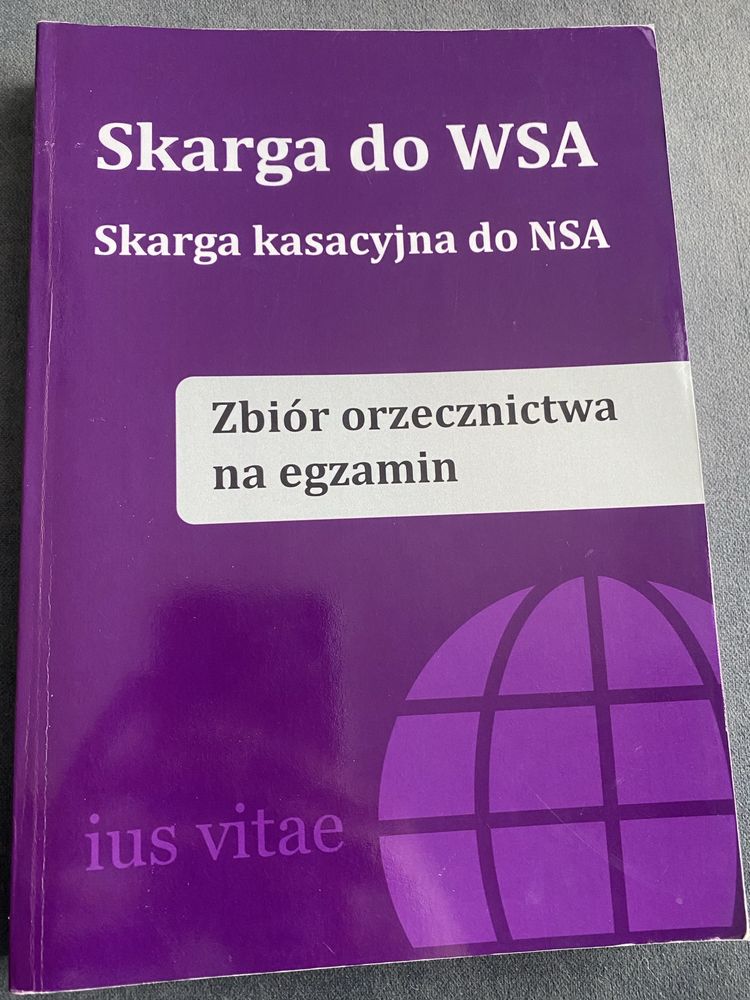 Skarga do WSA
Skarga kasacyjna do NSA
Zbiór orzecznictwa
na egzamin
ius vitae